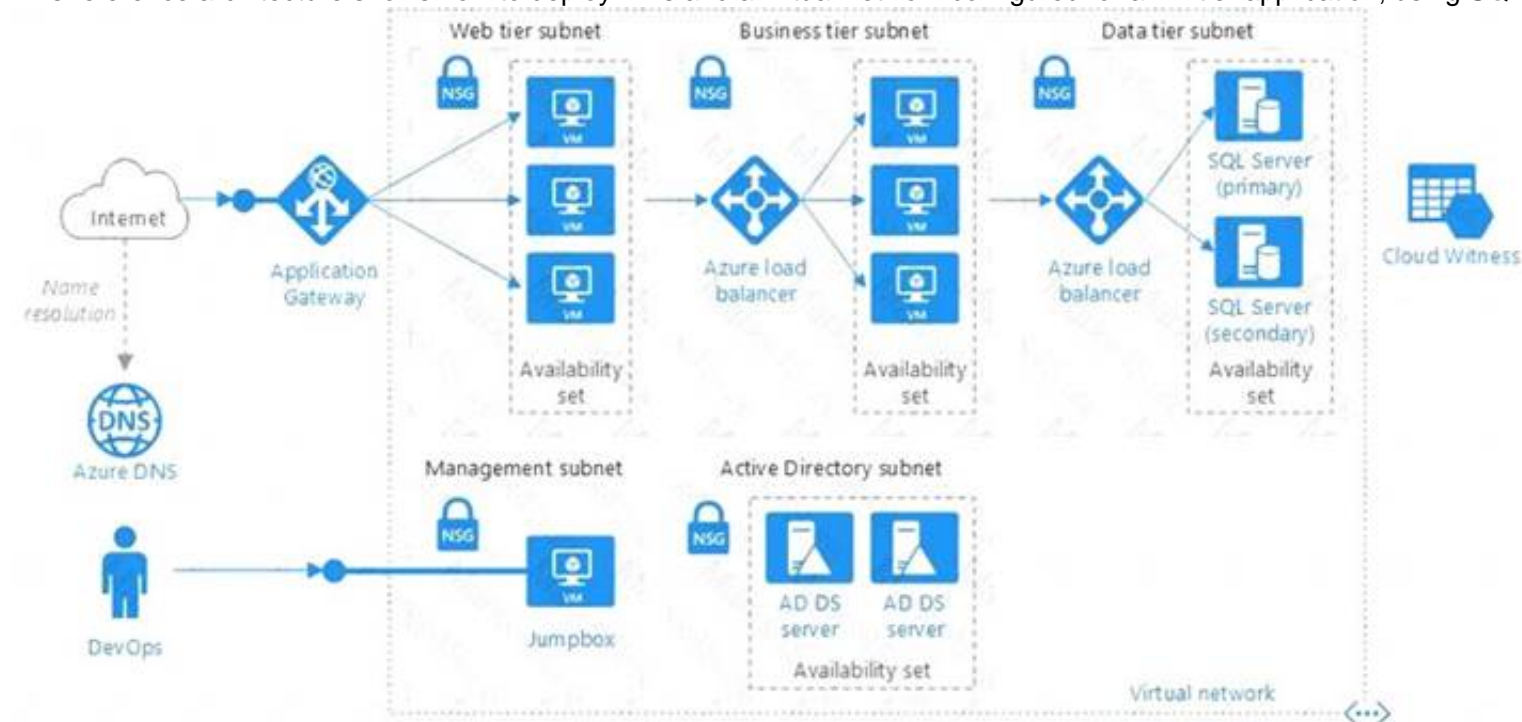 Web tier subnet
Business tier subnet
Data tier subnet
NSG
NSG
NSG
VM
VM
VM
VM
VM
VM
SQL Server
(primary)
SQL Server
(secondary)
Internet
Application
Gateway
Azure load
balancer
Azure load
balancer
Cloud Witness
Name
resolution
Availability
set
Availability
set
Availability
set
DNS
Azure DNS
Management subnet
Active Directory subnet
NSG
NSG
VM
Jumpbox
AD DS
server
AD DS
server
Availability set
DevOps
Virtual network